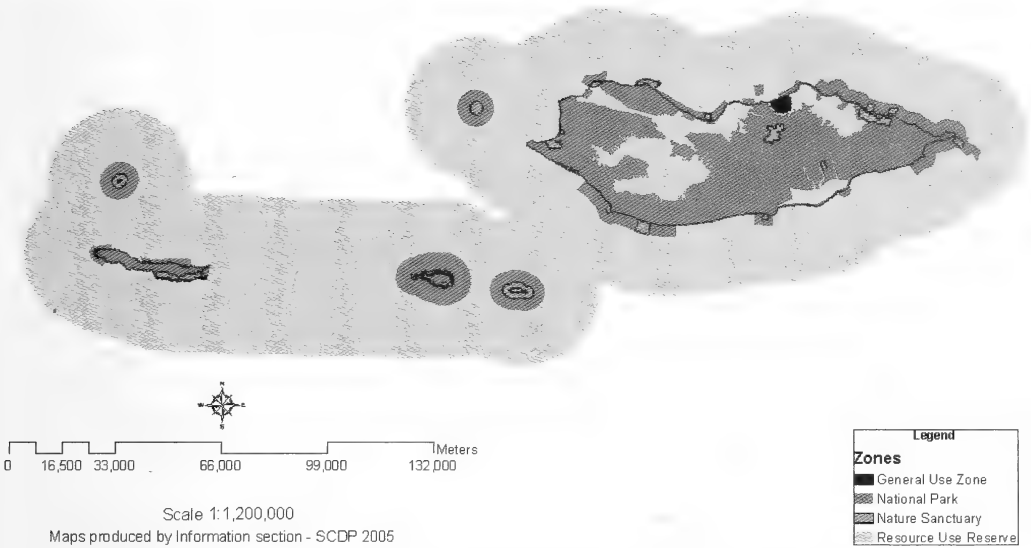 N
W E
S
Meters
0 16,500 33,000 66,000 99,000 132,000
Scale 1:1,200,000
Maps produced by Information section - SCDP 2005
Legend
Zones
General Use Zone
National Park
Nature Sanctuary
Resource Use Reserve